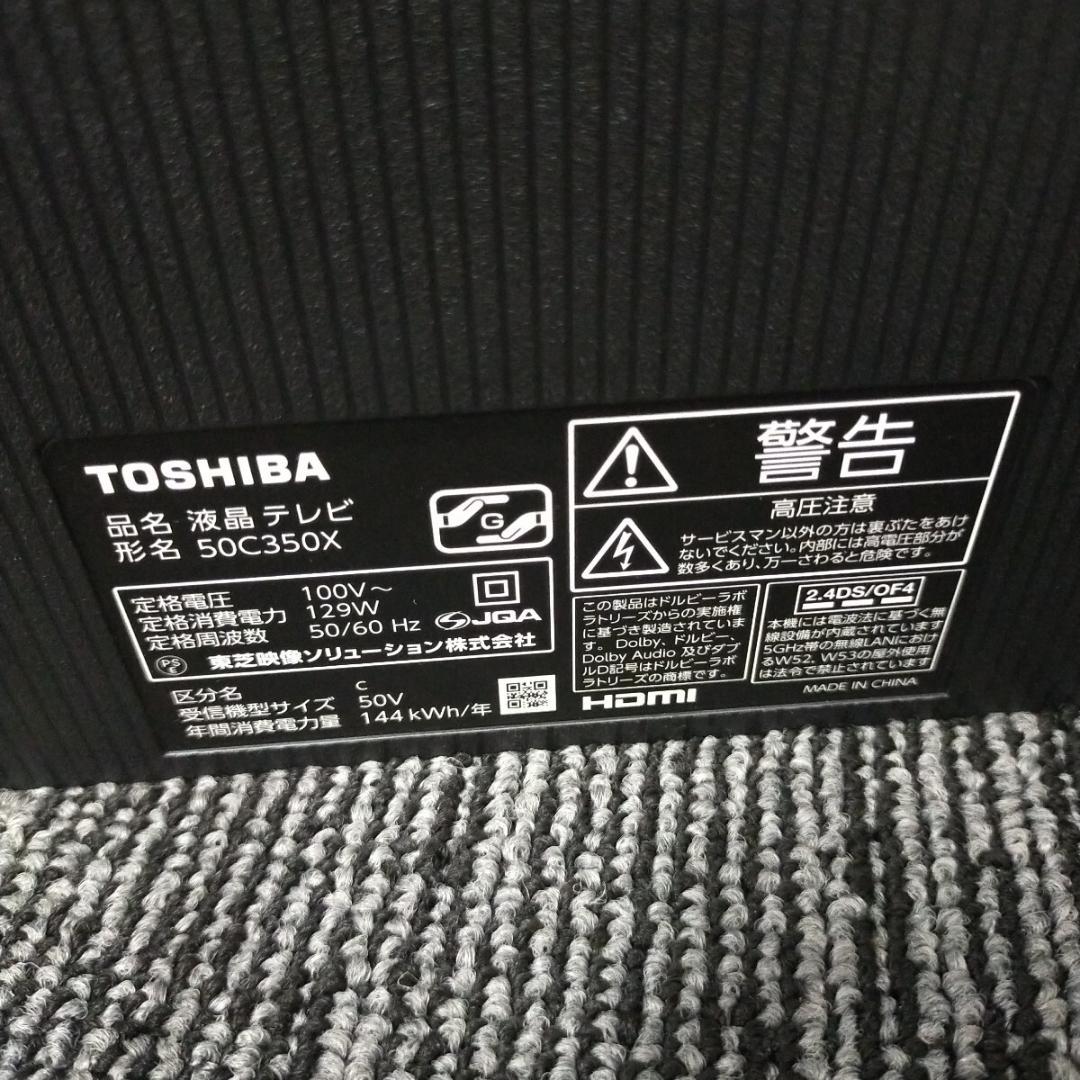 TOSHIBA
品名 液晶テレビ
形名 50C350X
G
定格電圧 100V～
定格消費電力 129W
定格周波数 50/60 Hz
JQA
PS
E
東芝映像ソリューション株式会社
区分名 C
受信機型サイズ 50V
年間消費電力量 144kWh/年
警告
高圧注意
サービスマン以外の方は裏ぶたをあけ
ないでください。内部には高電圧部分が
数多くあり、万一さわると危険です。
この製品はドルビーラボ
ラトリーズからの実施権
に基づき製造されていま
す。Dolby、ドルビー、
Dolby Audio 及びダブ
ルD記号はドルビーラボ
ラトリーズの商標です。
HDMI
2.4DS/OF4
本機には電波法に基づく無
線設備が内蔵されています
5GHz帯の無線LANにおけ
るW52、W53の屋外使用
は法令で禁止されています
MADE IN CHINA